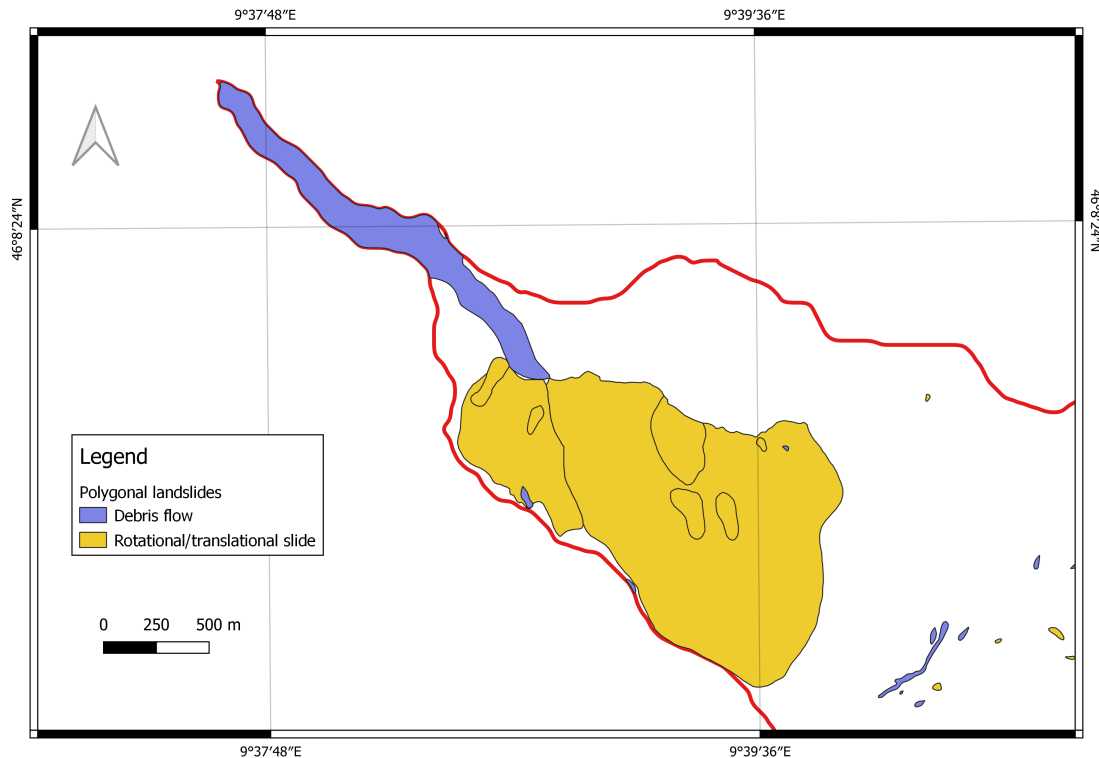 9°37′48″E
9°39′36″E
46°8′24″N
46°8′24″N
Legend
Polygonal landslides
Debris flow
Rotational/translational slide
0 250 500 m
9°37′48″E
9°39′36″E